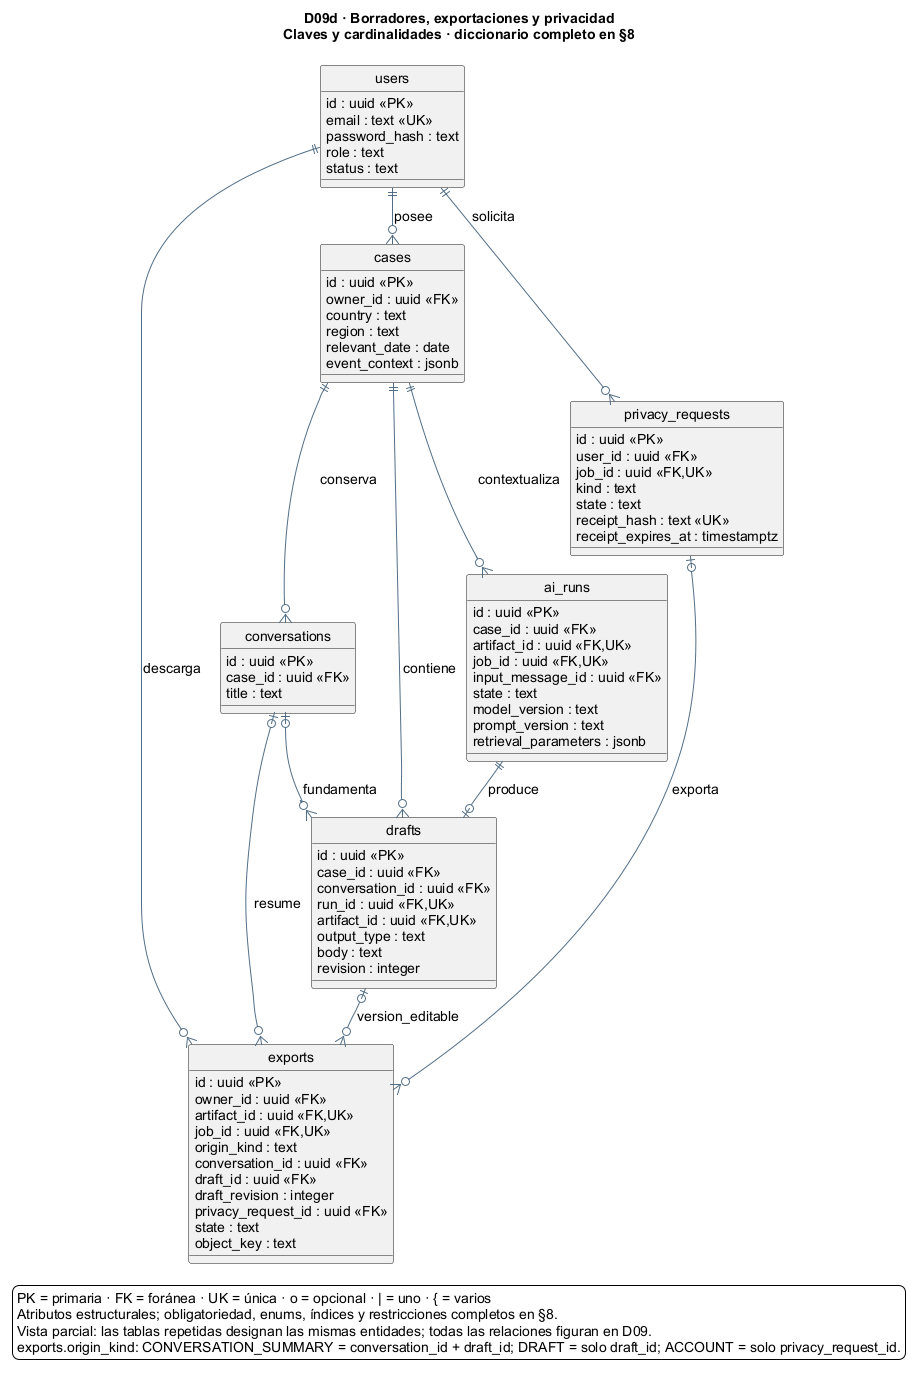 D09d · Borradores, exportaciones y privacidad
Claves y cardinalidades · diccionario completo en §8
users
id : uuid «PK»
email : text «UK»
password_hash : text
role : text
status : text
posee
solicita
cases
id : uuid «PK»
owner_id : uuid «FK»
country : text
region : text
relevant_date : date
event_context : jsonb
privacy_requests
id : uuid «PK»
user_id : uuid «FK»
job_id : uuid «FK,UK»
kind : text
state : text
receipt_hash : text «UK»
receipt_expires_at : timestamptz
conserva
contextualiza
ai_runs
id : uuid «PK»
case_id : uuid «FK»
artifact_id : uuid «FK,UK»
job_id : uuid «FK,UK»
input_message_id : uuid «FK»
state : text
model_version : text
prompt_version : text
retrieval_parameters : jsonb
conversations
id : uuid «PK»
case_id : uuid «FK»
title : text
descarga
contiene
fundamenta
produce
exporta
drafts
id : uuid «PK»
case_id : uuid «FK»
conversation_id : uuid «FK»
run_id : uuid «FK,UK»
artifact_id : uuid «FK,UK»
output_type : text
body : text
revision : integer
resume
version_editable
exports
id : uuid «PK»
owner_id : uuid «FK»
artifact_id : uuid «FK,UK»
job_id : uuid «FK,UK»
origin_kind : text
conversation_id : uuid «FK»
draft_id : uuid «FK»
draft_revision : integer
privacy_request_id : uuid «FK»
state : text
object_key : text
PK = primaria · FK = foránea · UK = única · o = opcional · | = uno · { = varios
Atributos estructurales; obligatoriedad, enums, índices y restricciones completos en §8.
Vista parcial: las tablas repetidas designan las mismas entidades; todas las relaciones figuran en D09.
exports.origin_kind: CONVERSATION_SUMMARY = conversation_id + draft_id; DRAFT = solo draft_id; ACCOUNT = solo privacy_request_id.